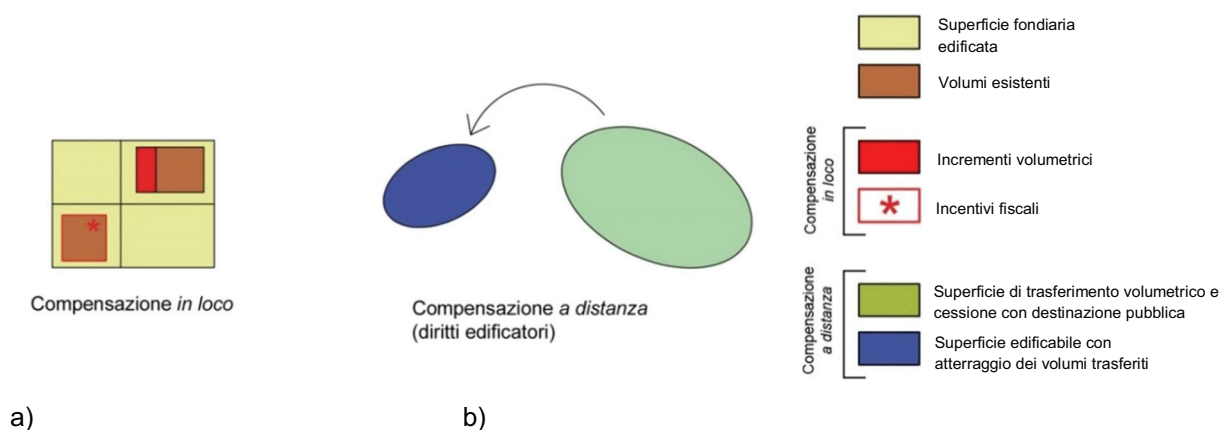 Compensazione in loco
a)
Compensazione a distanza
(diritti edificatori)
b)
Superficie fondiaria
edificata
Volumi esistenti
Compensazione
in loco
Incrementi volumetrici
*
Incentivi fiscali
Compensazione
a distanza
Superficie di trasferimento volumetrico e
cessione con destinazione pubblica
Superficie edificabile con
atterraggio dei volumi trasferiti